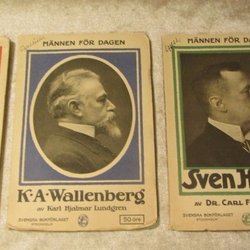 MÄNNEN FÖR DAGEN
K·A·Wallenberg
av Karl Hjalmar Lundgren
SVENSKA BOKFÖRLAGET
STOCKHOLM
50 öre
MÄNNEN FÖR D
Sven H
AV DR. CARL F
SVENSKA BOKFÖRLAGET
STOCKHOLM